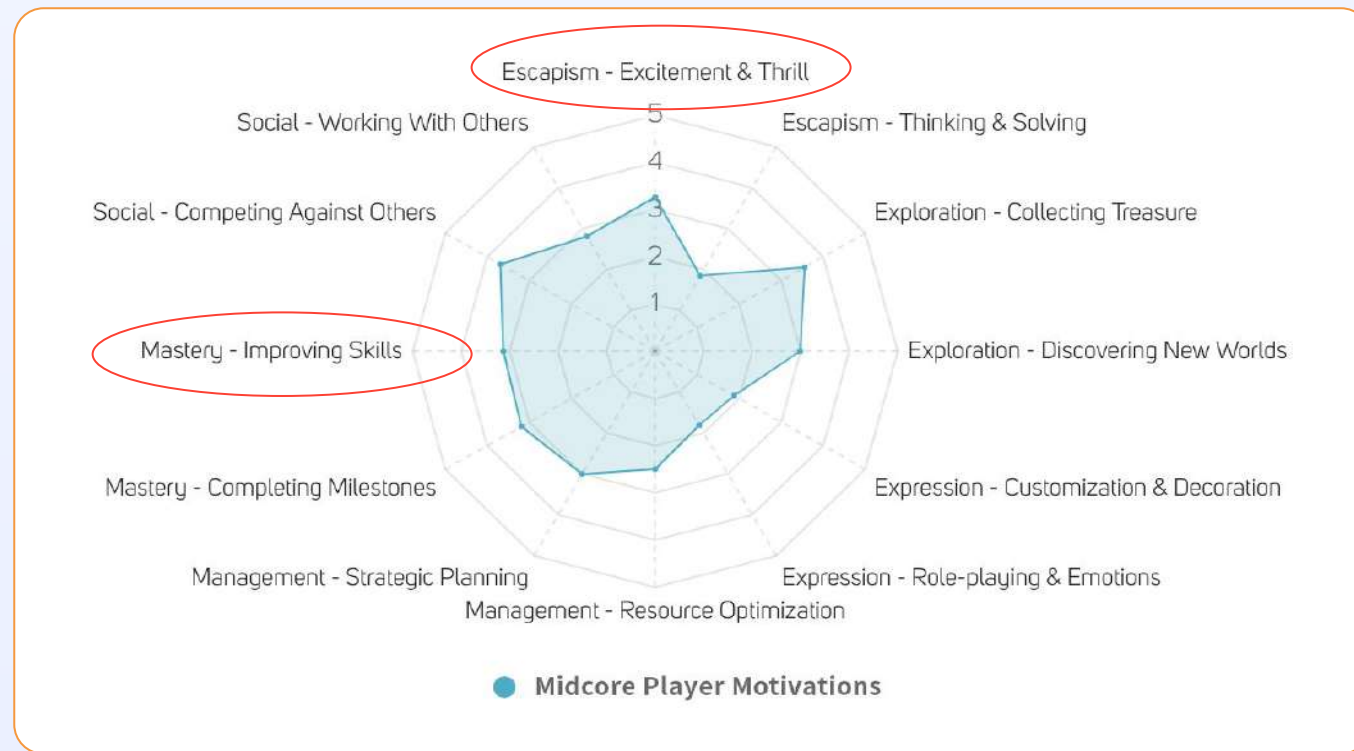 Escapism - Excitement & Thrill
Social - Working With Others
Escapism - Thinking & Solving
Social - Competing Against Others
Exploration - Collecting Treasure
Mastery - Improving Skills
Exploration - Discovering New Worlds
Mastery - Completing Milestones
Expression - Customization & Decoration
Management - Strategic Planning
Expression - Role-playing & Emotions
Management - Resource Optimization
5
4
3
2
1
Midcore Player Motivations